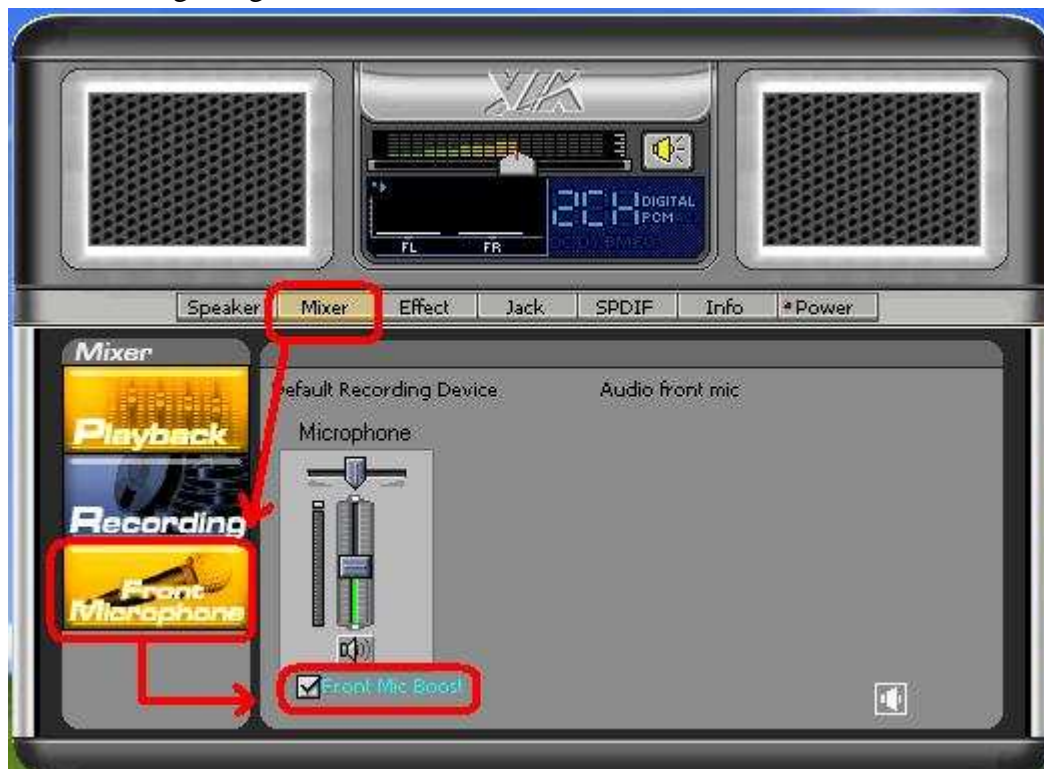 VIA
2CH DIGITAL PCM
FL FR
Speaker Mixer Effect Jack SPDIF Info Power
Mixer
Default Recording Device Audio front mic
Playback
Microphone
Recording
Front
Microphone
Front Mic Boost